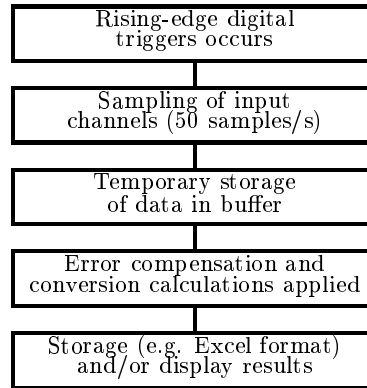 Rising-edge digital
triggers occurs
Sampling of input
channels (50 samples/s)
Temporary storage
of data in buffer
Error compensation and
conversion calculations applied
Storage (e.g. Excel format)
and/or display results